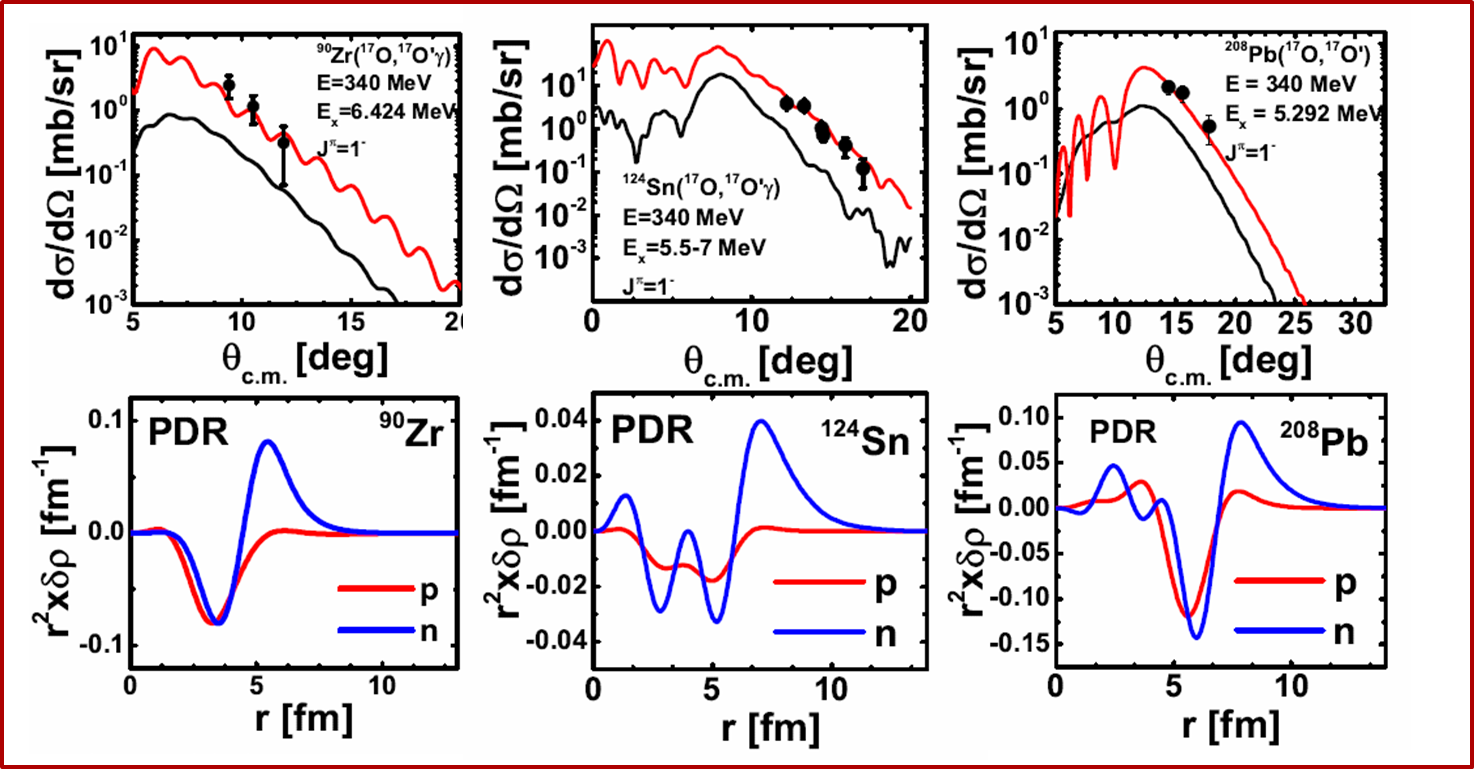 10¹
10⁰
10⁻¹
10⁻²
10⁻³
dσ/dΩ [mb/sr]
⁹⁰Zr(¹⁷O,¹⁷O'γ)
E=340 MeV
Eₓ=6.424 MeV
J^π=1⁻
5 10 15 20
θc.m. [deg]
10¹
10⁰
10⁻¹
10⁻²
10⁻³
dσ/dΩ [mb/sr]
¹²⁴Sn(¹⁷O,¹⁷O'γ)
E=340 MeV
Eₓ=5.5-7 MeV
J^π=1⁻
0 10 20
θc.m. [deg]
10¹
10⁰
10⁻¹
10⁻²
10⁻³
dσ/dΩ [mb/sr]
²⁰⁸Pb(¹⁷O,¹⁷O')
E = 340 MeV
Eₓ = 5.292 MeV
J^π=1⁻
5 10 15 20 25 30
θc.m. [deg]
0.1
0.0
-0.1
r²xδρ [fm⁻¹]
PDR ⁹⁰Zr
p
n
0 5 10
r [fm]
0.04
0.02
0.00
-0.02
-0.04
r²xδρ [fm⁻¹]
PDR ¹²⁴Sn
p
n
0 5 10
r [fm]
0.10
0.05
0.00
-0.05
-0.10
-0.15
r²xδρ [fm⁻¹]
PDR ²⁰⁸Pb
p
n
0 5 10
r [fm]